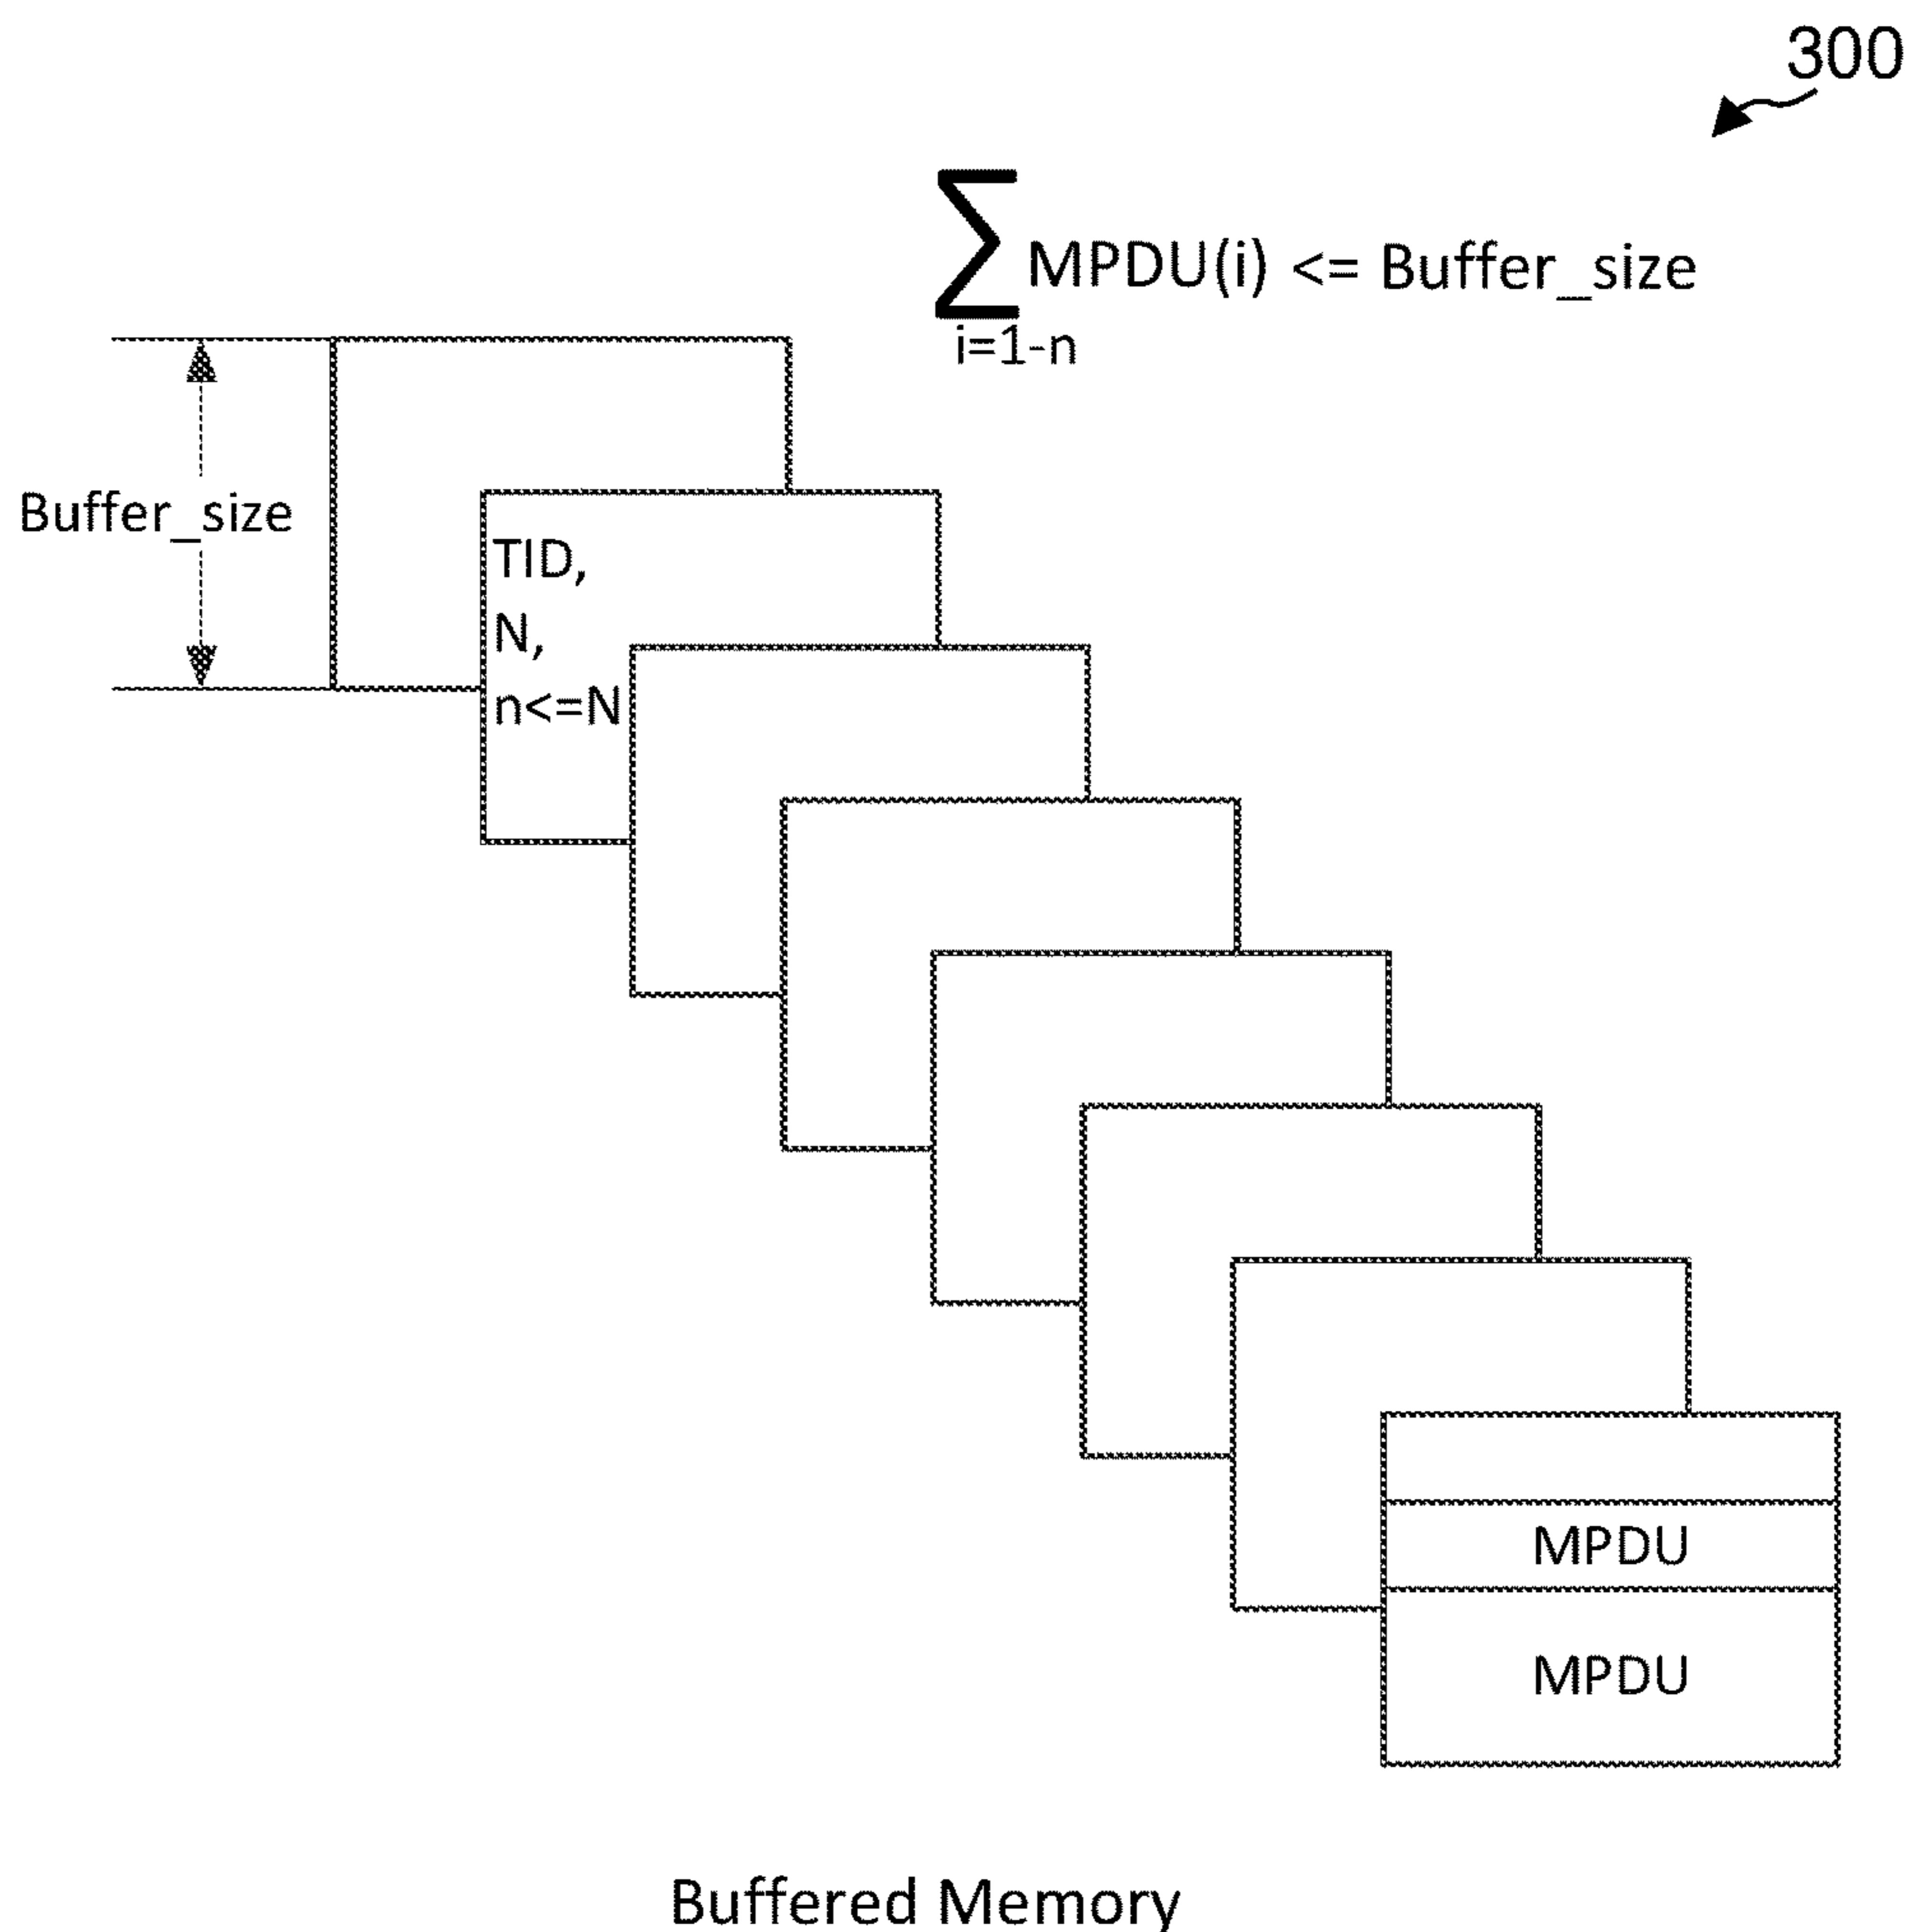 300
∑ MPDU(i) <= Buffer_size
i=1-n
Buffer_size
TID,
N,
n<=N
MPDU
MPDU
Buffered Memory